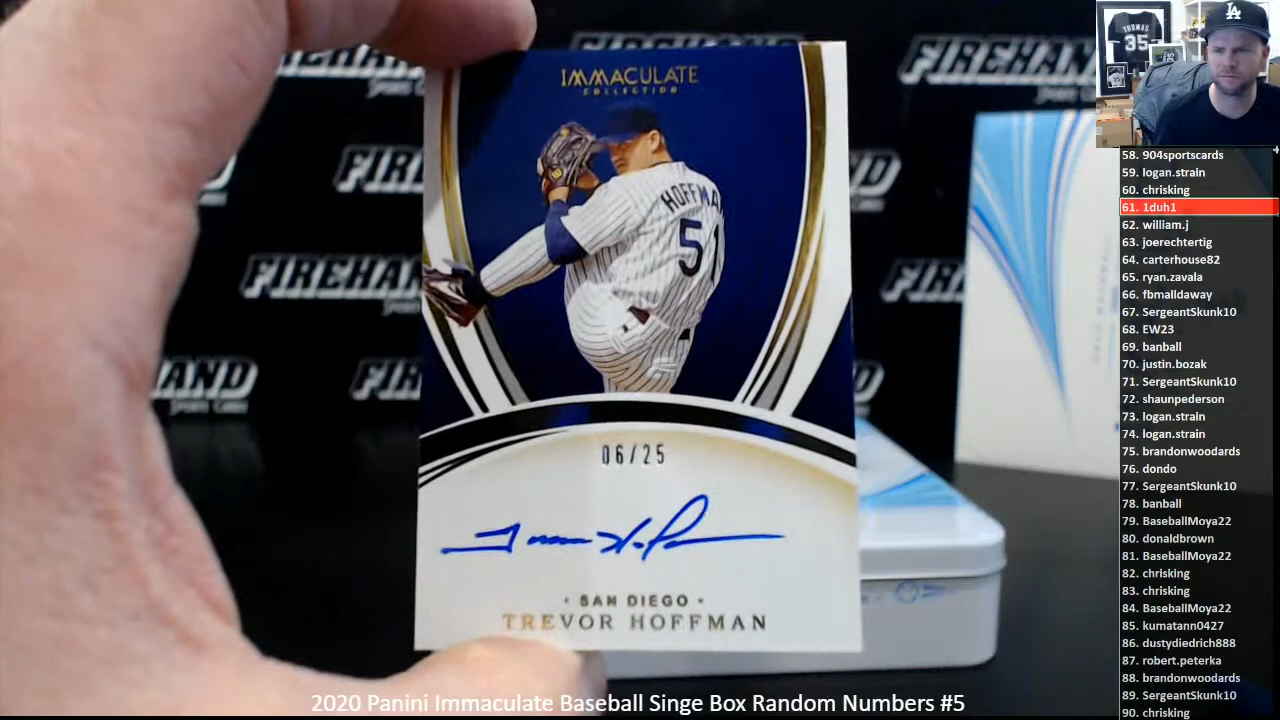 IMMACULATE
COLLECTION
HOFFMA
51
06/25
· SAN DIEGO ·
TREVOR HOFFMAN
FIREHAND
FIREHAND
FIREHAND
LA
THOMAS
35
58. 904sportscards
59. logan.strain
60. chrisking
61. 1duh1
62. william.j
63. joerechtertig
64. carterhouse82
65. ryan.zavala
66. fbmalldaway
67. SergeantSkunk10
68. EW23
69. banball
70. justin.bozak
71. SergeantSkunk10
72. shaunpederson
73. logan.strain
74. logan.strain
75. brandonwoodards
76. dondo
77. SergeantSkunk10
78. banball
79. BaseballMoya22
80. donaldbrown
81. BaseballMoya22
82. chrisking
83. chrisking
84. BaseballMoya22
85. kumatann0427
86. dustydiedrich888
87. robert.peterka
88. brandonwoodards
89. SergeantSkunk10
90. chrisking
2020 Panini Immaculate Baseball Singe Box Random Numbers #5